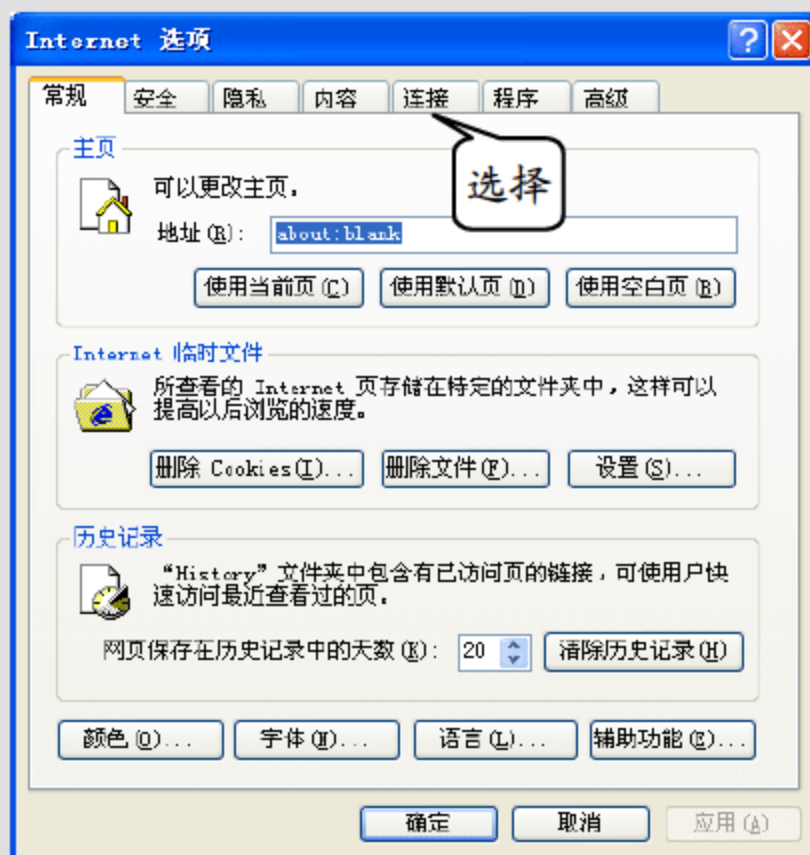 Internet 选项
常规 安全 隐私 内容 连接 程序 高级
选择
主页
可以更改主页。
地址(R): about:blank
使用当前页(C) 使用默认页(D) 使用空白页(B)
Internet 临时文件
所查看的 Internet 页存储在特定的文件夹中，这样可以
提高以后浏览的速度。
删除 Cookies(I)... 删除文件(F)... 设置(S)...
历史记录
“History”文件夹中包含有已访问页的链接，可使用户快
速访问最近查看过的页。
网页保存在历史记录中的天数(K): 20 清除历史记录(H)
颜色(O)... 字体(N)... 语言(L)... 辅助功能(E)...
确定 取消 应用(A)